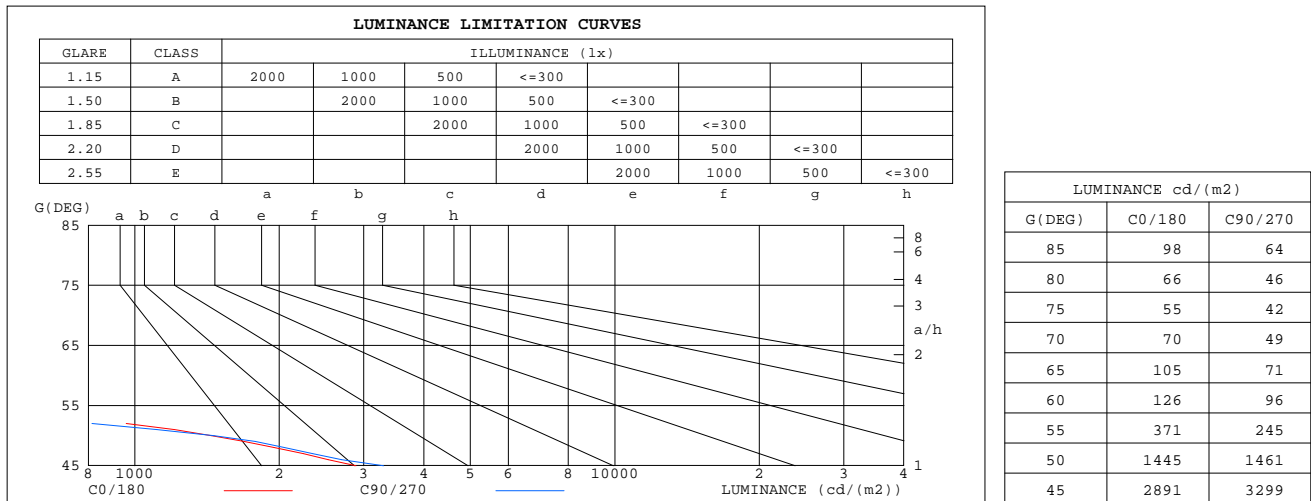 LUMINANCE LIMITATION CURVES
GLARE CLASS ILLUMINANCE (lx)
1.15 A 2000 1000 500 <=300
1.50 B 2000 1000 500 <=300
1.85 C 2000 1000 500 <=300
2.20 D 2000 1000 500 <=300
2.55 E 2000 1000 500 <=300
a b c d e f g h
G(DEG)
a b c d e f g h
85
8
6
75
4
3
a/h
65
2
55
45
1
8 1000 2 3 4 5 6 8 10000 2 3 4
C0/180 C90/270 LUMINANCE (cd/(m2))
LUMINANCE cd/(m2)
G(DEG) C0/180 C90/270
85 98 64
80 66 46
75 55 42
70 70 49
65 105 71
60 126 96
55 371 245
50 1445 1461
45 2891 3299